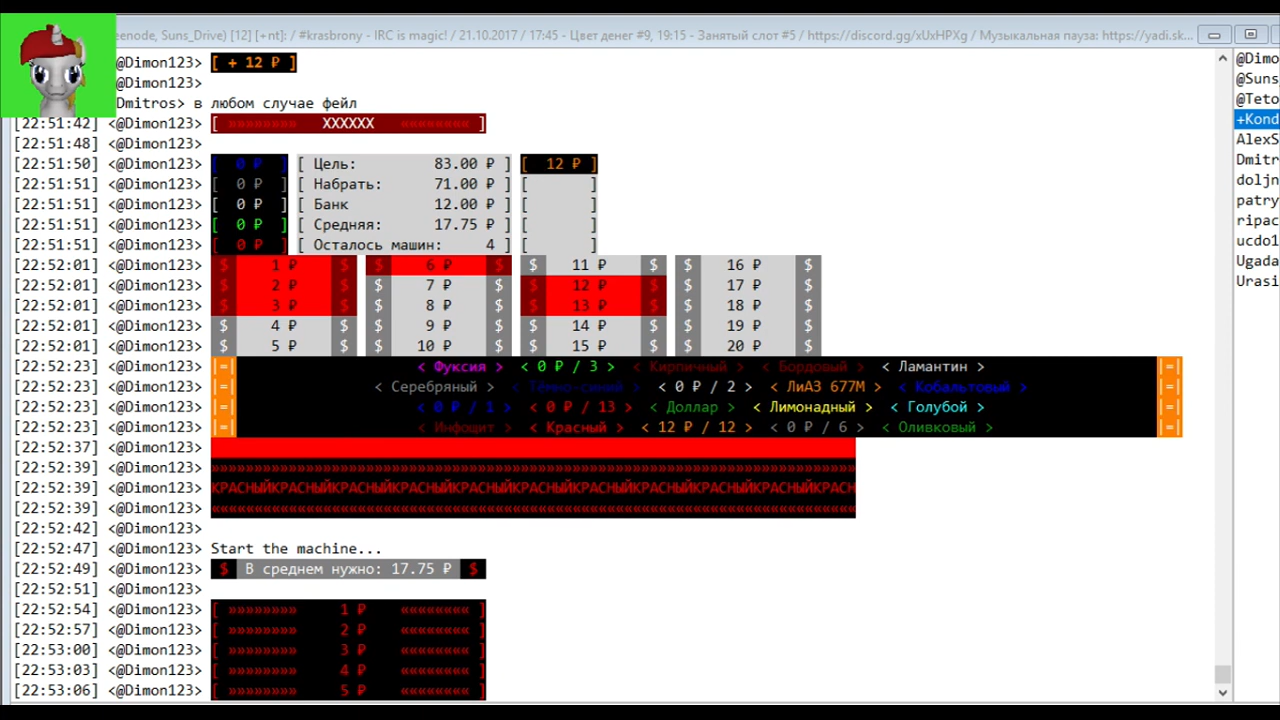 eenode, Suns_Drive) [12] [+nt]: / #krasbrony - IRC is magic! / 21.10.2017 / 17:45 - Цвет денег #9, 19:15 - Занятый слот #5 / https://discord.gg/xUxHPXg / Музыкальная пауза: https://yadi.sk...
@Dimon123> [ + 12 ₽ ]
@Dimon123>
Dmitros> в любом случае фейл
[22:51:42] <@Dimon123> [ »»»»»»»» XXXXXX «««««««« ]
[22:51:48] <@Dimon123>
[22:51:50] <@Dimon123> [ 0 ₽ ] [ Цель: 83.00 ₽ ] [ 12 ₽ ]
[22:51:51] <@Dimon123> [ 0 ₽ ] [ Набрать: 71.00 ₽ ] [ ]
[22:51:51] <@Dimon123> [ 0 ₽ ] [ Банк 12.00 ₽ ] [ ]
[22:51:51] <@Dimon123> [ 0 ₽ ] [ Средняя: 17.75 ₽ ] [ ]
[22:51:51] <@Dimon123> [ 0 ₽ ] [ Осталось машин: 4 ] [ ]
[22:52:01] <@Dimon123> $ 1 ₽ $ $ 6 ₽ $ $ 11 ₽ $ $ 16 ₽ $
[22:52:01] <@Dimon123> $ 2 ₽ $ $ 7 ₽ $ $ 12 ₽ $ $ 17 ₽ $
[22:52:01] <@Dimon123> $ 3 ₽ $ $ 8 ₽ $ $ 13 ₽ $ $ 18 ₽ $
[22:52:01] <@Dimon123> $ 4 ₽ $ $ 9 ₽ $ $ 14 ₽ $ $ 19 ₽ $
[22:52:01] <@Dimon123> $ 5 ₽ $ $ 10 ₽ $ $ 15 ₽ $ $ 20 ₽ $
[22:52:23] <@Dimon123> |=| < Фуксия > < 0 ₽ / 3 > < Кирпичный > < Бордовый > < Ламантин > |=|
[22:52:23] <@Dimon123> |=| < Серебряный > < Тёмно-синий > < 0 ₽ / 2 > < ЛиАЗ 677М > < Кобальтовый > |=|
[22:52:23] <@Dimon123> |=| < 0 ₽ / 1 > < 0 ₽ / 13 > < Доллар > < Лимонадный > < Голубой > |=|
[22:52:23] <@Dimon123> |=| < Инфощит > < Красный > < 12 ₽ / 12 > < 0 ₽ / 6 > < Оливковый > |=|
[22:52:37] <@Dimon123>
[22:52:39] <@Dimon123> »»»»»»»»»»»»»»»»»»»»»»»»»»»»»»»»»»»»»»»»»»»»»»»»»»»»»»»»»»»»»»»»»»»»»»»»»»»
[22:52:39] <@Dimon123> КРАСНЫЙКРАСНЫЙКРАСНЫЙКРАСНЫЙКРАСНЫЙКРАСНЫЙКРАСНЫЙКРАСНЫЙКРАСНЫЙКРАСНЫЙКРАСН
[22:52:39] <@Dimon123> «««««««««««««««««««««««««««««««««««««««««««««««««««««««««««««««««««««««««««
[22:52:42] <@Dimon123>
[22:52:47] <@Dimon123> Start the machine...
[22:52:49] <@Dimon123> $ В среднем нужно: 17.75 ₽ $
[22:52:51] <@Dimon123>
[22:52:54] <@Dimon123> [ »»»»»»»» 1 ₽ «««««««« ]
[22:52:57] <@Dimon123> [ »»»»»»»» 2 ₽ «««««««« ]
[22:53:00] <@Dimon123> [ »»»»»»»» 3 ₽ «««««««« ]
[22:53:03] <@Dimon123> [ »»»»»»»» 4 ₽ «««««««« ]
[22:53:06] <@Dimon123> [ »»»»»»»» 5 ₽ «««««««« ]
@Dimo
@Suns
@Teto
+Kond
AlexS
Dmitr
doljn
patry
ripac
ucdo1
Ugada
Urasi